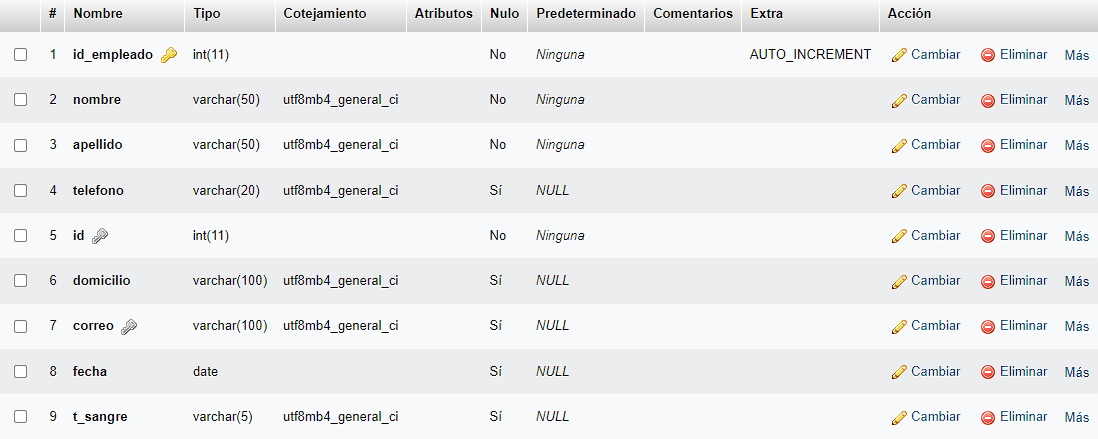 # Nombre Tipo Cotejamiento Atributos Nulo Predeterminado Comentarios Extra Acción
1 id_empleado int(11) No Ninguna AUTO_INCREMENT Cambiar Eliminar Más
2 nombre varchar(50) utf8mb4_general_ci No Ninguna Cambiar Eliminar Más
3 apellido varchar(50) utf8mb4_general_ci No Ninguna Cambiar Eliminar Más
4 telefono varchar(20) utf8mb4_general_ci Sí NULL Cambiar Eliminar Más
5 id int(11) No Ninguna Cambiar Eliminar Más
6 domicilio varchar(100) utf8mb4_general_ci Sí NULL Cambiar Eliminar Más
7 correo varchar(100) utf8mb4_general_ci Sí NULL Cambiar Eliminar Más
8 fecha date Sí NULL Cambiar Eliminar Más
9 t_sangre varchar(5) utf8mb4_general_ci Sí NULL Cambiar Eliminar Más